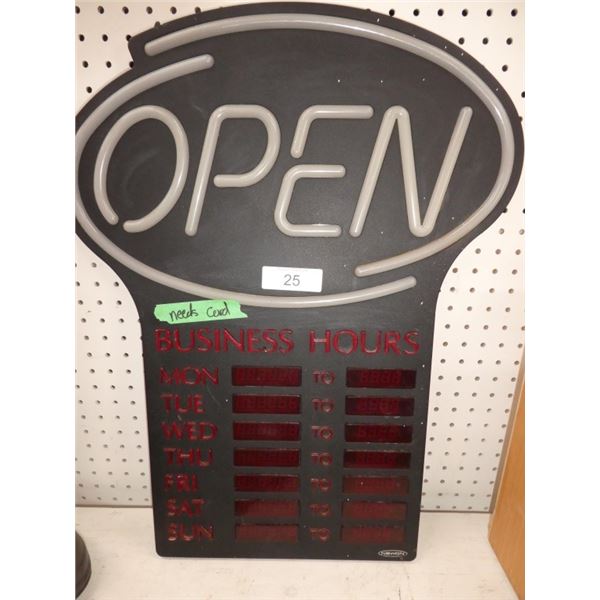 OPEN
25
needs cord
BUSINESS HOURS
MON TO
TUE TO
WED TO
THU TO
FRI TO
SAT TO
SUN TO
NEWON